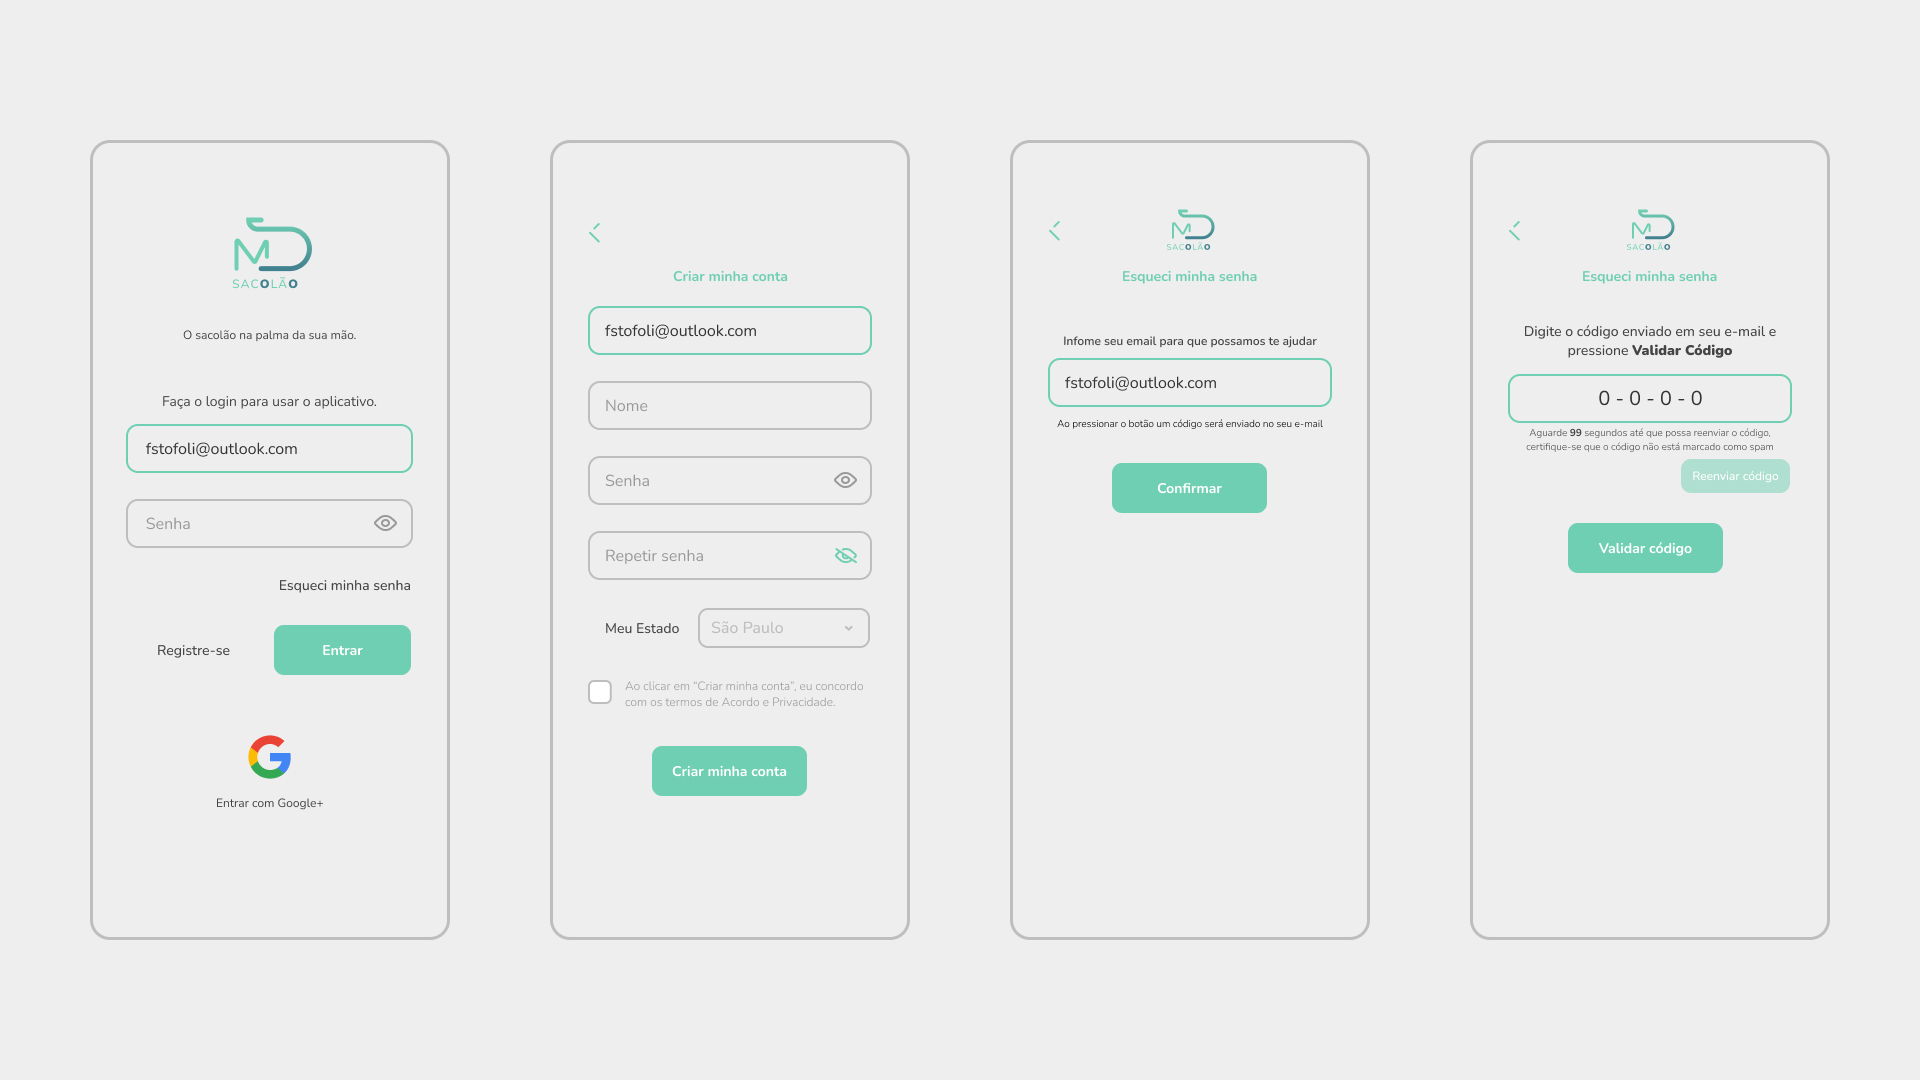 MD
SACOLÃO
O sacolão na palma da sua mão.
Faça o login para usar o aplicativo.
fstofoli@outlook.com
Senha
Esqueci minha senha
Registre-se
Entrar
Entrar com Google+
Criar minha conta
fstofoli@outlook.com
Nome
Senha
Repetir senha
Meu Estado
São Paulo
Ao clicar em “Criar minha conta”, eu concordo
com os termos de Acordo e Privacidade.
Criar minha conta
MD
SACOLÃO
Esqueci minha senha
Infome seu email para que possamos te ajudar
fstofoli@outlook.com
Ao pressionar o botão um código será enviado no seu e-mail
Confirmar
MD
SACOLÃO
Esqueci minha senha
Digite o código enviado em seu e-mail e
pressione Validar Código
0 - 0 - 0 - 0
Aguarde 99 segundos até que possa reenviar o código,
certifique-se que o código não está marcado como spam
Reenviar código
Validar código